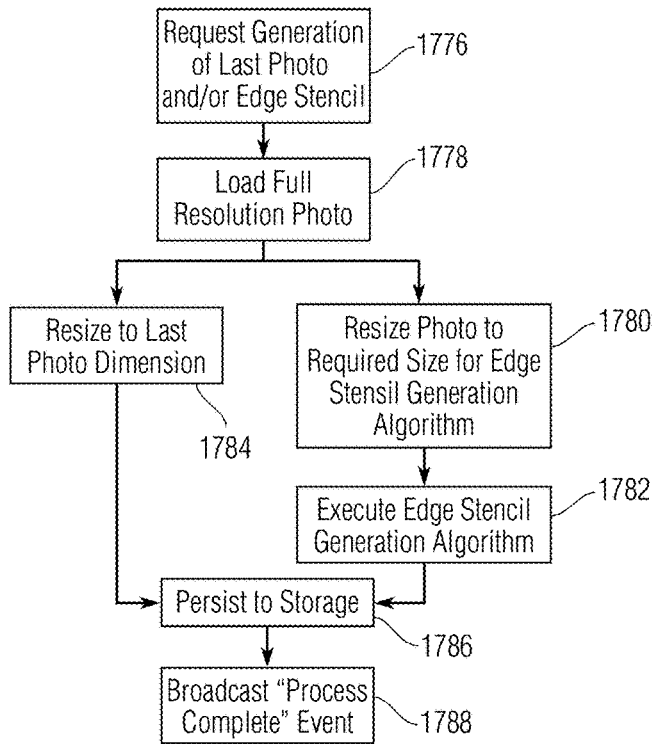 Request Generation
of Last Photo
and/or Edge Stencil
1776
Load Full
Resolution Photo
1778
Resize to Last
Photo Dimension
1784
Resize Photo to
Required Size for Edge
Stensil Generation
Algorithm
1780
Execute Edge Stencil
Generation Algorithm
1782
Persist to Storage
1786
Broadcast “Process
Complete” Event
1788